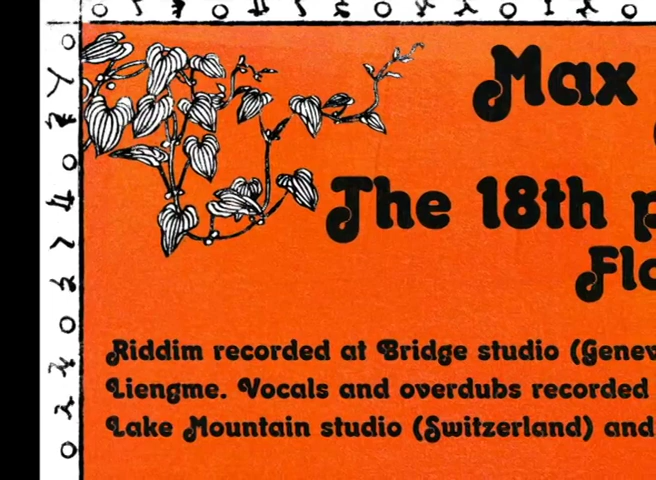 Max
The 18th
Riddim recorded at Bridge studio (Genev
Liengme. Vocals and overdubs recorded
Lake Mountain studio (Switzerland) and